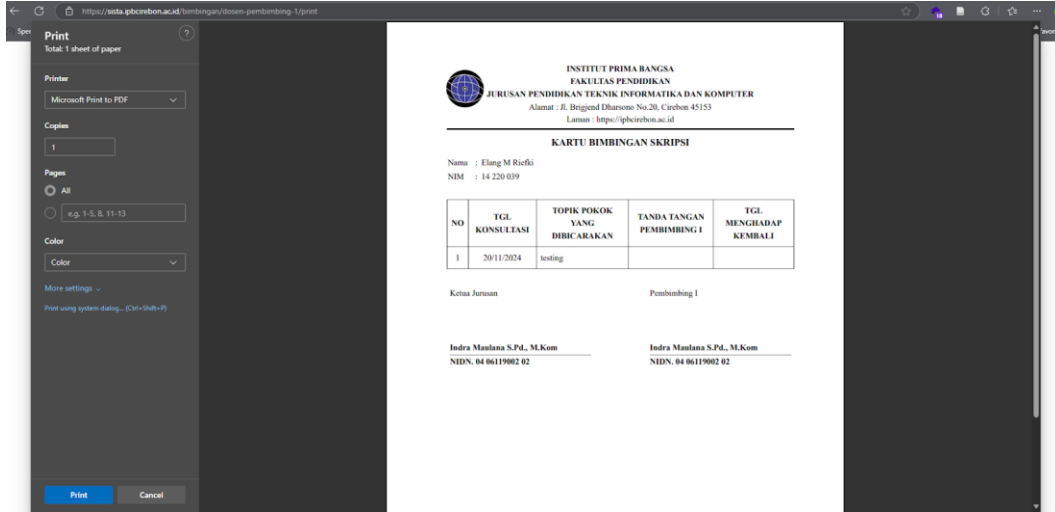 https://sista.ipbcirebon.ac.id/bimbingan/dosen-pembimbing-1/print
18
Print
?
Total: 1 sheet of paper
Printer
Microsoft Print to PDF
Copies
1
Pages
All
e.g. 1-5, 8, 11-13
Color
Color
More settings
Print using system dialog... (Ctrl+Shift+P)
Print
Cancel
INSTITUT PRIMA BANGSA
FAKULTAS PENDIDIKAN
JURUSAN PENDIDIKAN TEKNIK INFORMATIKA DAN KOMPUTER
Alamat : Jl. Brigjend Dharsono No.20, Cirebon 45153
Laman : https://ipbcirebon.ac.id
KARTU BIMBINGAN SKRIPSI
Nama : Elang M Riefki
NIM : 14 220 039
NO
TGL
KONSULTASI
TOPIK POKOK
YANG
DIBICARAKAN
TANDA TANGAN
PEMBIMBING I
TGL
MENGHADAP
KEMBALI
1 20/11/2024 testing
Ketua Jurusan Pembimbing I
Indra Maulana S.Pd., M.Kom Indra Maulana S.Pd., M.Kom
NIDN. 04 06119002 02 NIDN. 04 06119002 02